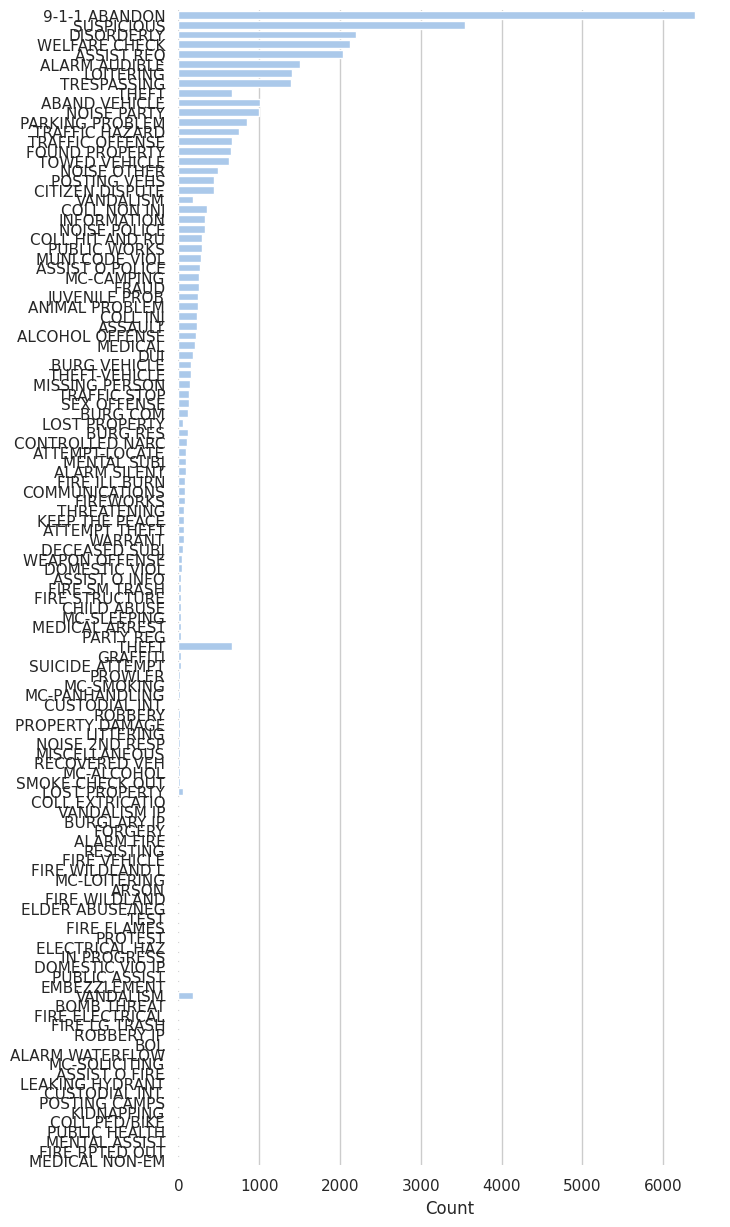 9-1-1 ABANDON
SUSPICIOUS
DISORDERLY
WELFARE CHECK
ASSIST REQ
ALARM AUDIBLE
LOITERING
TRESPASSING
THEFT
ABAND VEHICLE
NOISE PARTY
PARKING PROBLEM
TRAFFIC HAZARD
TRAFFIC OFFENSE
FOUND PROPERTY
TOWED VEHICLE
NOISE OTHER
POSTING VEHS
CITIZEN DISPUTE
VANDALISM
COLL NON INJ
INFORMATION
NOISE POLICE
COLL HIT AND RU
PUBLIC WORKS
MUNI CODE VIOL
ASSIST O POLICE
MC-CAMPING
FRAUD
JUVENILE PROB
ANIMAL PROBLEM
COLL INJ
ASSAULT
ALCOHOL OFFENSE
MEDICAL
DUI
BURG VEHICLE
THEFT-VEHICLE
MISSING PERSON
TRAFFIC STOP
SEX OFFENSE
BURG COM
LOST PROPERTY
BURG RES
CONTROLLED NARC
ATTEMPT-LOCATE
MENTAL SUBJ
ALARM SILENT
FIRE ILL BURN
COMMUNICATIONS
FIREWORKS
THREATENING
KEEP THE PEACE
ATTEMPT THEFT
WARRANT
DECEASED SUBJ
WEAPON OFFENSE
DOMESTIC VIOL
ASSIST O INFO
FIRE SM TRASH
FIRE STRUCTURE
CHILD ABUSE
MC-SLEEPING
MEDICAL ARREST
PARTY REG
THEFT
GRAFFITI
SUICIDE ATTEMPT
PROWLER
MC-SMOKING
MC-PANHANDLING
CUSTODIAL INT.
ROBBERY
PROPERTY DAMAGE
LITTERING
NOISE 2ND RESP
MISCELLANEOUS
RECOVERED VEH
MC-ALCOHOL
SMOKE CHECK OUT
LOST PROPERTY
COLL EXTRICATIO
VANDALISM IP
BURGLARY IP
FORGERY
ALARM FIRE
RESISTING
FIRE VEHICLE
FIRE WILDLAND L
MC-LOITERING
ARSON
FIRE WILDLAND
ELDER ABUSE/NEG
TEST
FIRE FLAMES
PROTEST
ELECTRICAL HAZ
IN PROGRESS
DOMESTIC VIO IP
PUBLIC ASSIST
EMBEZZLEMENT
VANDALISM
BOMB THREAT
FIRE ELECTRICAL
FIRE LG TRASH
ROBBERY IP
BOL
ALARM WATERFLOW
MC-SOLICITING
ASSIST O FIRE
LEAKING HYDRANT
CUSTODIAL INT
POSTING CAMPS
KIDNAPPING
COLL PED/BIKE
PUBLIC HEALTH
MENTAL ASSIST
FIRE RPTED OUT
MEDICAL NON-EM
0 1000 2000 3000 4000 5000 6000
Count